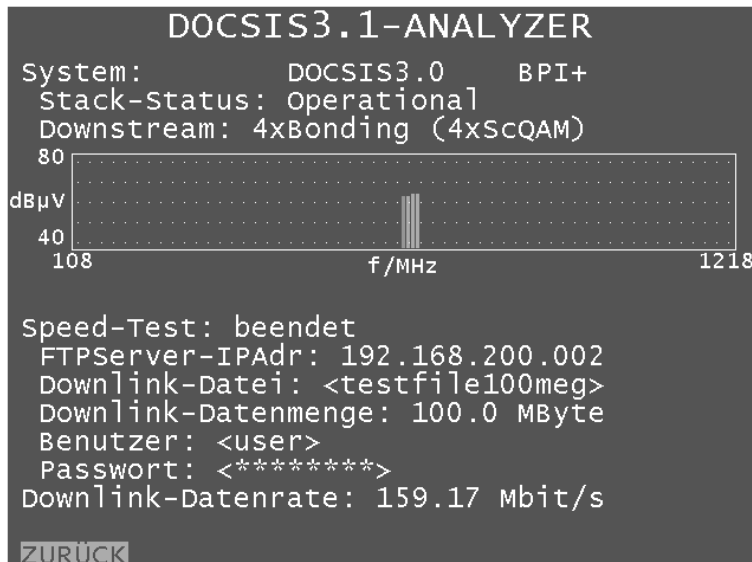 DOCSIS3.1-ANALYZER
System: DOCSIS3.0 BPI+
Stack-Status: Operational
Downstream: 4xBonding (4xScQAM)
80
dBµV
40
108 f/MHz 1218
Speed-Test: beendet
FTPServer-IPAdr: 192.168.200.002
Downlink-Datei: <testfile100meg>
Downlink-Datenmenge: 100.0 MByte
Benutzer: <user>
Passwort: <********>
Downlink-Datenrate: 159.17 Mbit/s
ZURÜCK